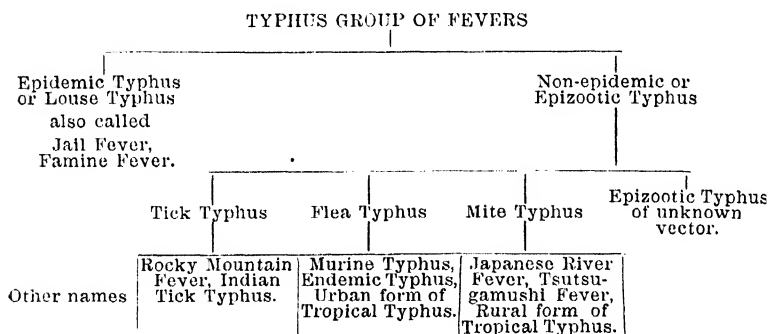 TYPHUS GROUP OF FEVERS
Epidemic Typhus
or Louse Typhus
also called
Jail Fever,
Famine Fever.
Non-epidemic or
Epizootic Typhus
Tick Typhus
Flea Typhus
Mite Typhus
Epizootic Typhus
of unknown
vector.
Other names
Rocky Mountain
Fever, Indian
Tick Typhus.
Murine Typhus,
Endemic Typhus,
Urban form of
Tropical Typhus.
Japanese River
Fever, Tsutsu-
gamushi Fever,
Rural form of
Tropical Typhus.